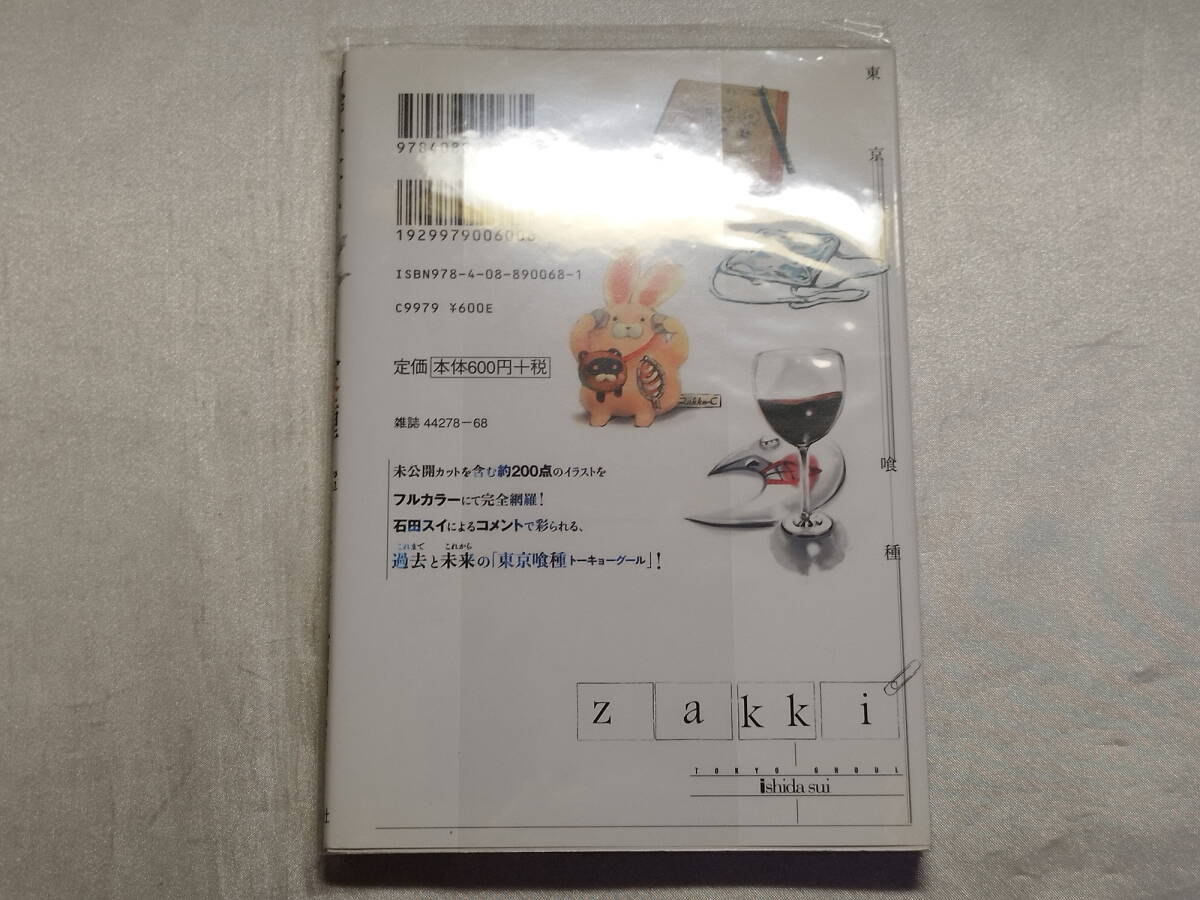 東
京
喰
種
1929979006008
ISBN978-4-08-890068-1
C9979 ¥600E
定価 本体600円+税
雑誌 44278-68
未公開カットを含む約200点のイラストを
フルカラーにて完全網羅!
石田スイによるコメントで彩られる、
これまで これから
過去と未来の「東京喰種トーキョーグール」!
z a k k i
TOKYO GHOUL
ishida sui